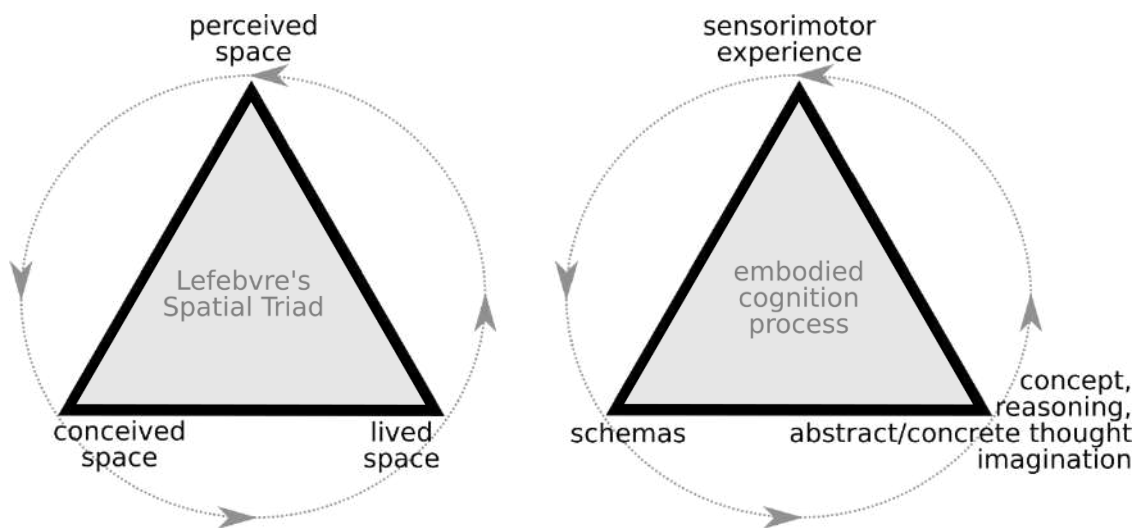 perceived
space
Lefebvre's
Spatial Triad
conceived
space
lived
space
sensorimotor
experience
embodied
cognition
process
schemas
concept,
reasoning,
abstract/concrete thought
imagination